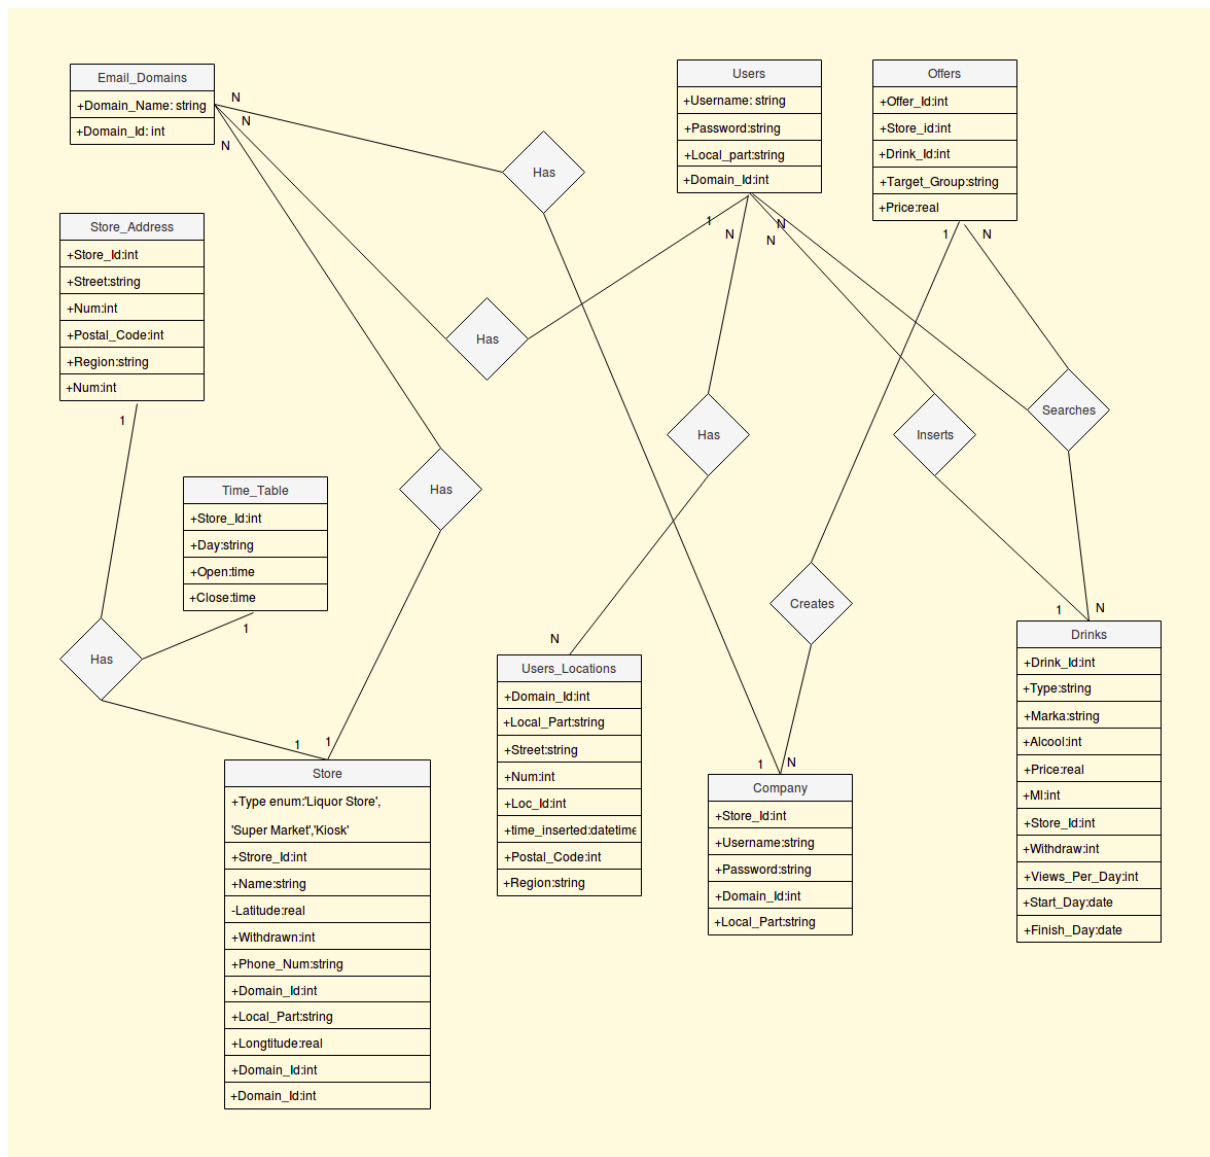 Email_Domains
+Domain_Name: string
+Domain_Id: int
N
N
N
Has
Users
+Username: string
+Password:string
+Local_part:string
+Domain_Id:int
1
N
N
N
Offers
+Offer_Id:int
+Store_id:int
+Drink_Id:int
+Target_Group:string
+Price:real
1
N
Store_Address
+Store_Id:int
+Street:string
+Num:int
+Postal_Code:int
+Region:string
+Num:int
1
Has
Has
Inserts
Searches
Time_Table
+Store_Id:int
+Day:string
+Open:time
+Close:time
1
Has
Has
Creates
1
1
Store
+Type enum:'Liquor Store',
'Super Market','Kiosk'
+Strore_Id:int
+Name:string
-Latitude:real
+Withdrawn:int
+Phone_Num:string
+Domain_Id:int
+Local_Part:string
+Longtitude:real
+Domain_Id:int
+Domain_Id:int
N
Users_Locations
+Domain_Id:int
+Local_Part:string
+Street:string
+Num:int
+Loc_Id:int
+time_inserted:datetime
+Postal_Code:int
+Region:string
1
N
Company
+Store_Id:int
+Username:string
+Password:string
+Domain_Id:int
+Local_Part:string
1
N
Drinks
+Drink_Id:int
+Type:string
+Marka:string
+Alcool:int
+Price:real
+Ml:int
+Store_Id:int
+Withdraw:int
+Views_Per_Day:int
+Start_Day:date
+Finish_Day:date